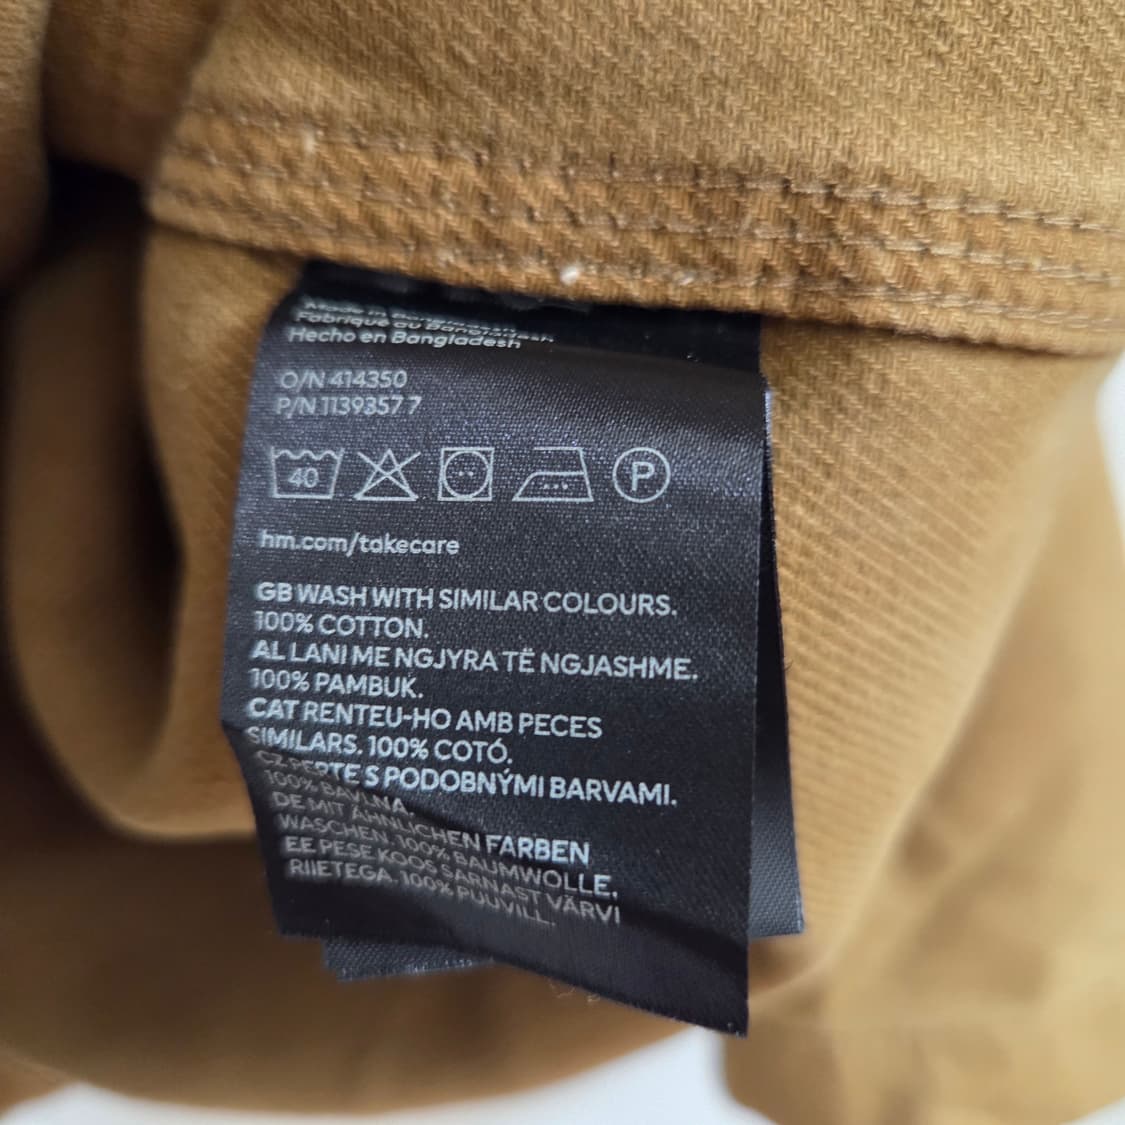 Made in Bangladesh
Fabriqué au Bangladesh
Hecho en Bangladesh
O/N 414350
P/N 1139357 7
40
P
hm.com/takecare
GB WASH WITH SIMILAR COLOURS.
100% COTTON.
AL LANI ME NGJYRA TË NGJASHME.
100% PAMBUK.
CAT RENTEU-HO AMB PECES
SIMILARS. 100% COTÓ.
CZ PERTE S PODOBNÝMI BARVAMI.
100% BAVLNA.
DE MIT ÄHNLICHEN FARBEN
WASCHEN. 100% BAUMWOLLE.
EE PESE KOOS SARNAST VÄRVI
RIIETEGA. 100% PUUVILL.